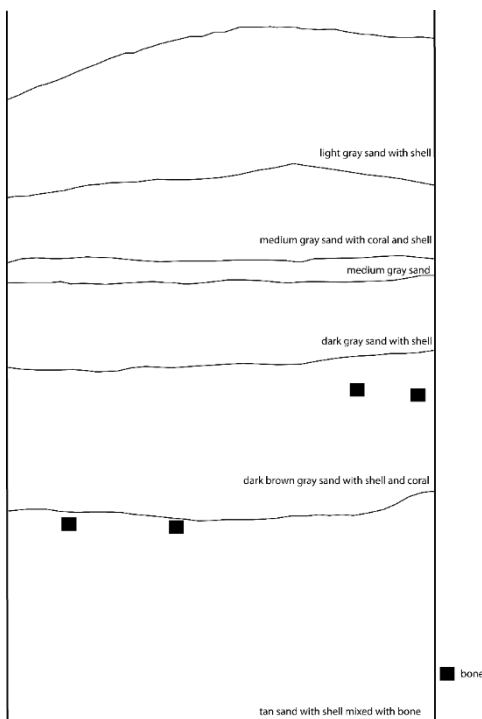 light gray sand with shell
medium gray sand with coral and shell
medium gray sand
dark gray sand with shell
dark brown gray sand with shell and coral
bone
tan sand with shell mixed with bone